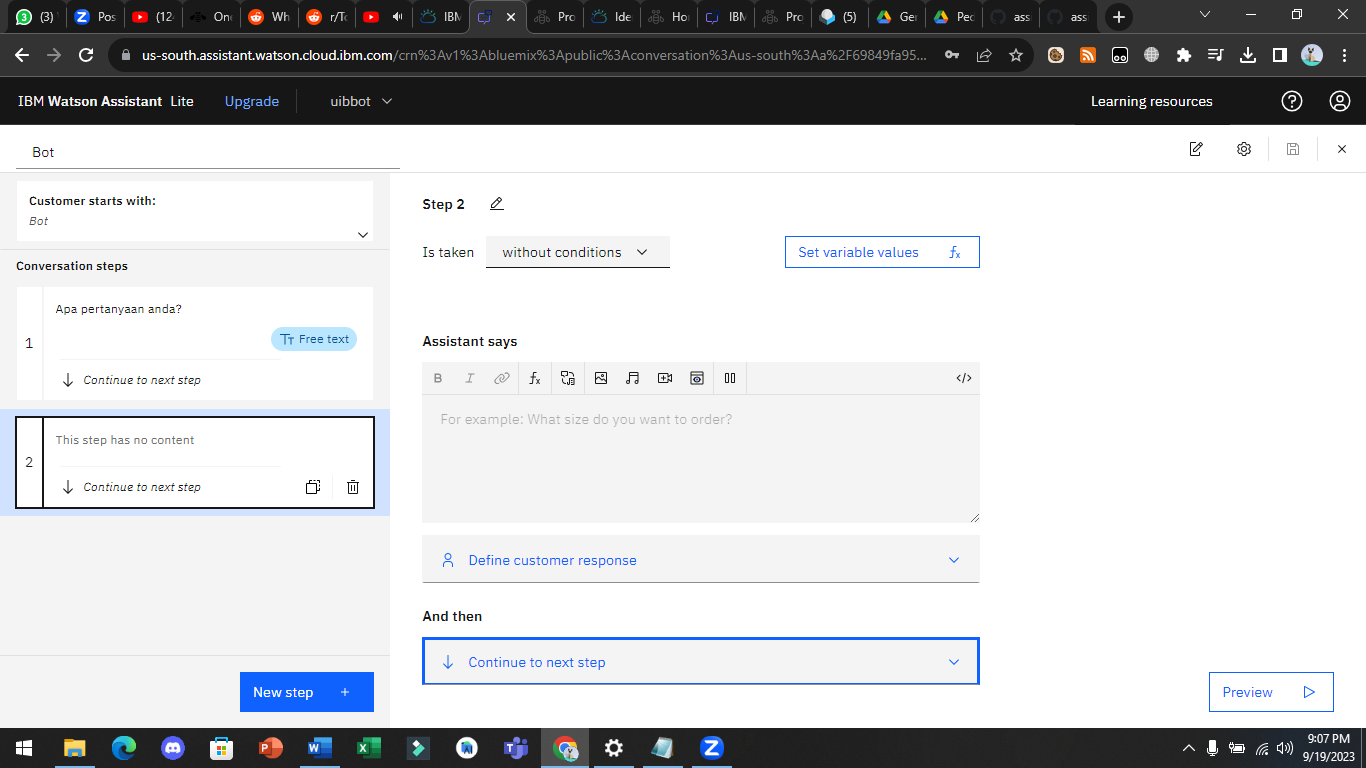 3
(3)
Pos
(12
On
Wh
r/T
IBM
Pro
Ide
Ho
IBM
Pro
(5)
Ger
Ped
ass
ass
us-south.assistant.watson.cloud.ibm.com/crn%3Av1%3Abluemix%3Apublic%3Aconversation%3Aus-south%3Aa%2F69849fa95...
IBM Watson Assistant Lite Upgrade uibbot Learning resources
Bot
Customer starts with:
Bot
Conversation steps
1
Apa pertanyaan anda?
Free text
Continue to next step
2
This step has no content
Continue to next step
New step +
Step 2
Is taken without conditions Set variable values fx
Assistant says
B I fx </>
For example: What size do you want to order?
Define customer response
And then
Continue to next step
Preview
9:07 PM
9/19/2023